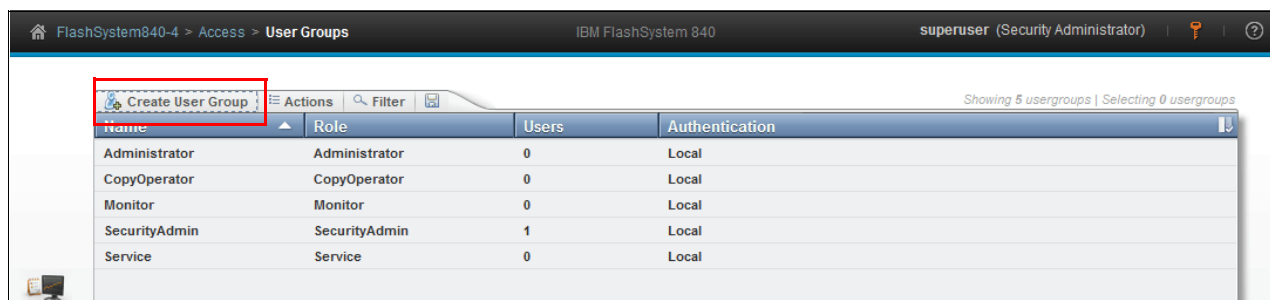 FlashSystem840-4 > Access > User Groups IBM FlashSystem 840 superuser (Security Administrator)
Create User Group Actions Filter Showing 5 usergroups | Selecting 0 usergroups
Name Role Users Authentication
Administrator Administrator 0 Local
CopyOperator CopyOperator 0 Local
Monitor Monitor 0 Local
SecurityAdmin SecurityAdmin 1 Local
Service Service 0 Local